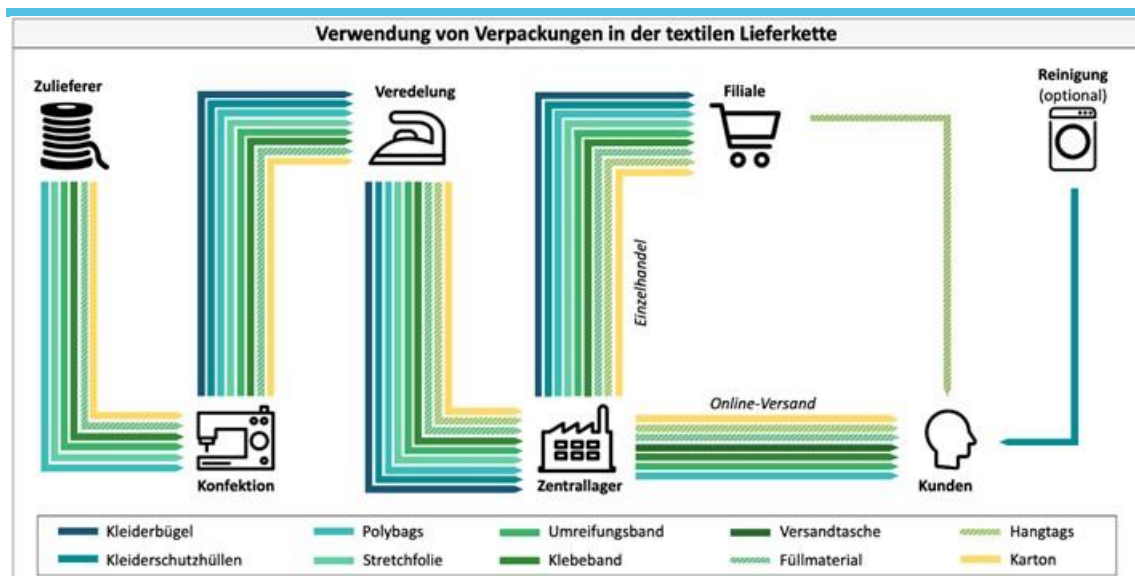 Verwendung von Verpackungen in der textilen Lieferkette
Zulieferer
Veredelung
Filiale
Reinigung
(optional)
Einzelhandel
Online-Versand
Konfektion
Zentrallager
Kunden
Kleiderbügel
Polybags
Umreifungsband
Versandtasche
Hangtags
Kleiderschutzhüllen
Stretchfolie
Klebeband
Füllmaterial
Karton